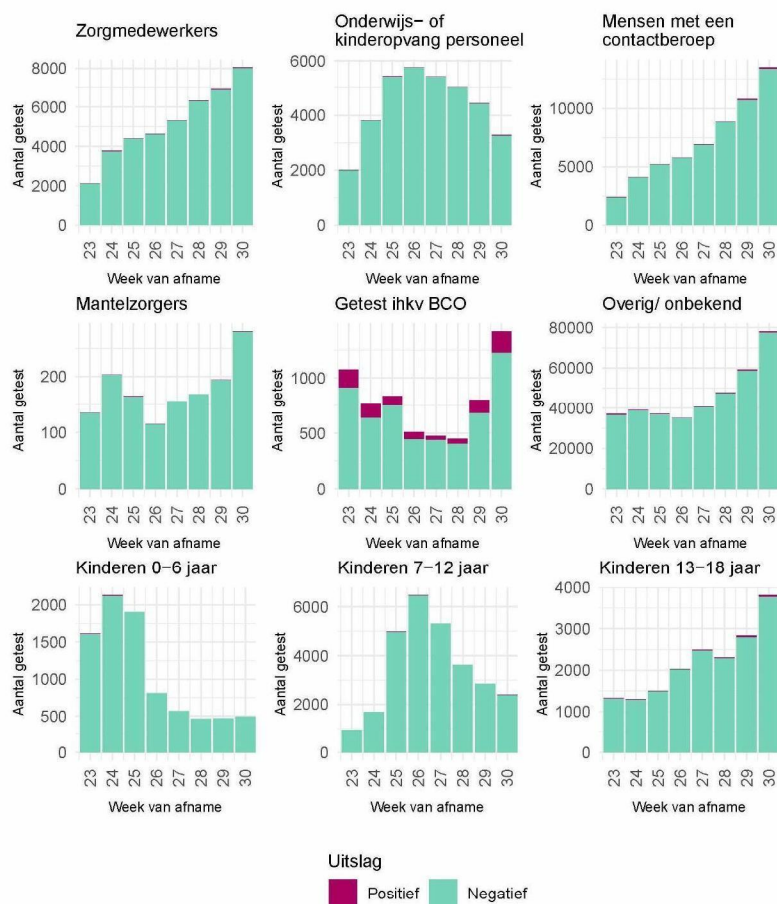 Zorgmedewerkers
Aantal getest
8000
6000
4000
2000
0
23 24 25 26 27 28 29 30
Week van afname
Onderwijs- of
kinderopvang personeel
Aantal getest
6000
4000
2000
0
23 24 25 26 27 28 29 30
Week van afname
Mensen met een
contactberoep
Aantal getest
10000
5000
0
23 24 25 26 27 28 29 30
Week van afname
Mantelzorgers
Aantal getest
200
100
0
23 24 25 26 27 28 29 30
Week van afname
Getest ihkv BCO
Aantal getest
1000
500
0
23 24 25 26 27 28 29 30
Week van afname
Overig/ onbekend
Aantal getest
80000
60000
40000
20000
0
23 24 25 26 27 28 29 30
Week van afname
Kinderen 0-6 jaar
Aantal getest
2000
1500
1000
500
0
23 24 25 26 27 28 29 30
Week van afname
Kinderen 7-12 jaar
Aantal getest
6000
4000
2000
0
23 24 25 26 27 28 29 30
Week van afname
Kinderen 13-18 jaar
Aantal getest
4000
3000
2000
1000
0
23 24 25 26 27 28 29 30
Week van afname
Uitslag
Positief Negatief